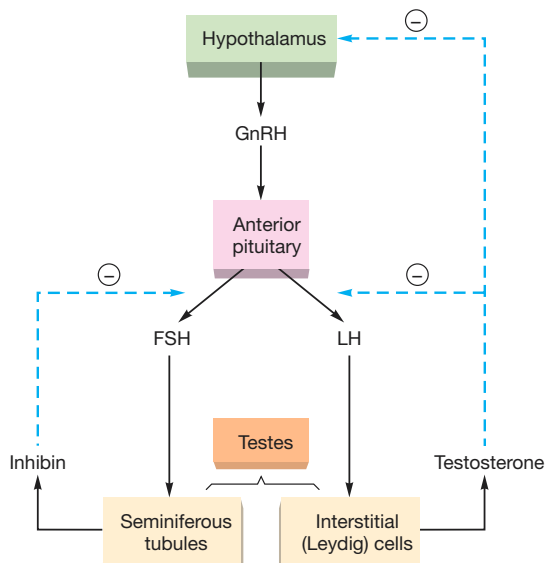 Hypothalamus
−
GnRH
Anterior
pituitary
−
−
FSH
LH
Testes
Inhibin
Testosterone
Seminiferous
tubules
Interstitial
(Leydig) cells